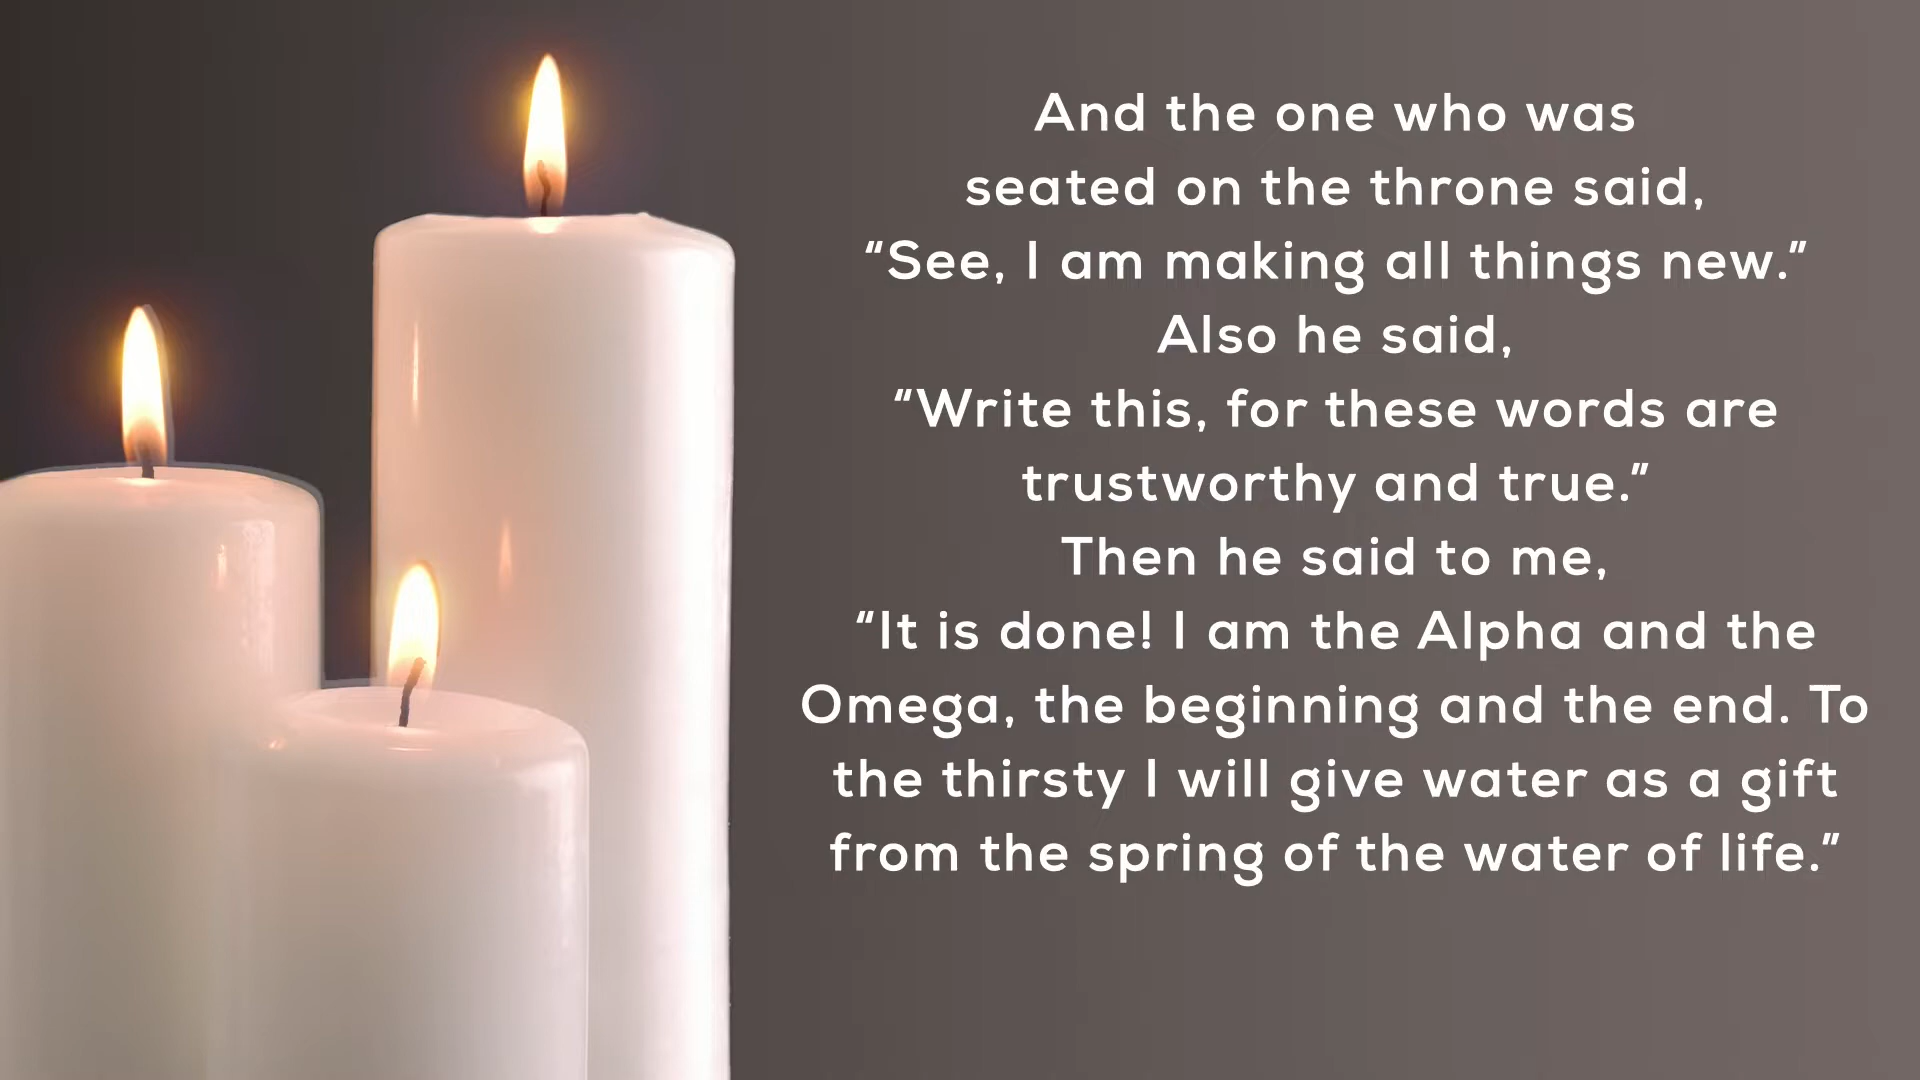 And the one who was
seated on the throne said,
“See, I am making all things new.”
Also he said,
“Write this, for these words are
trustworthy and true.”
Then he said to me,
“It is done! I am the Alpha and the
Omega, the beginning and the end. To
the thirsty I will give water as a gift
from the spring of the water of life.”